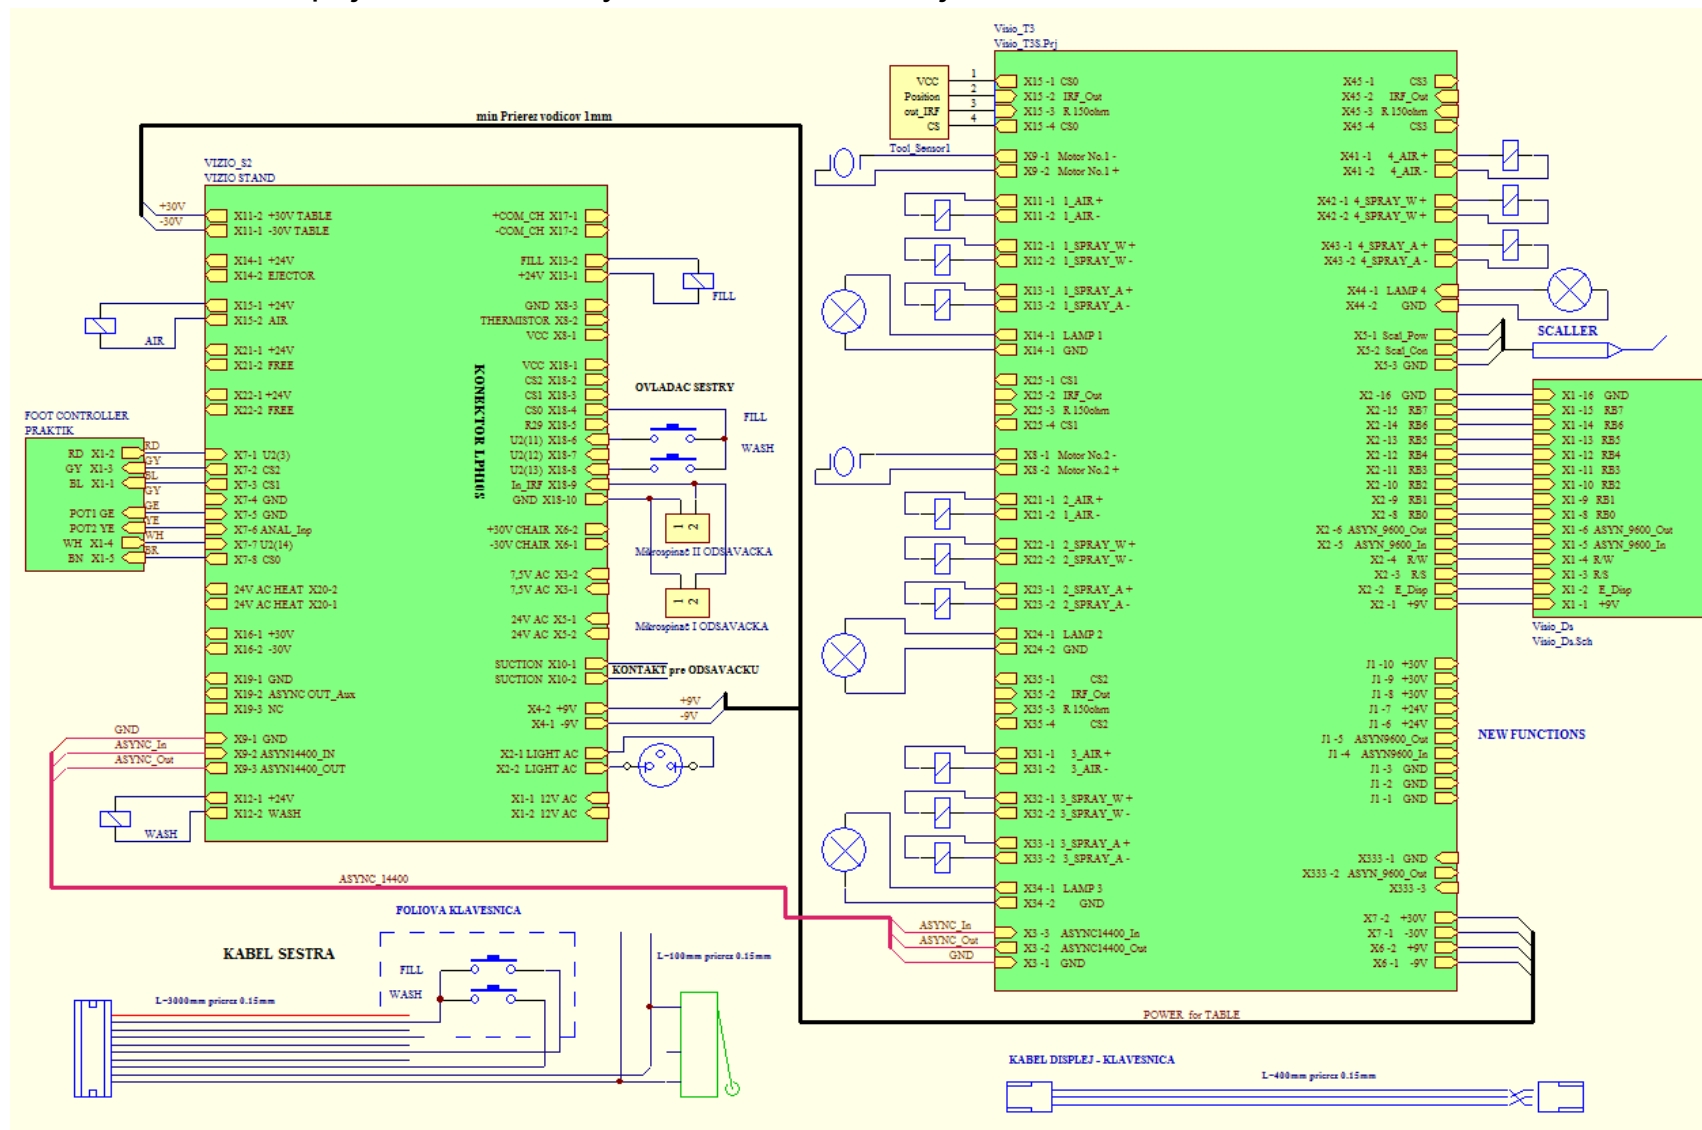 Visio_T3
Visio_T3S.Prj
VCC 1
Position 2
out_IRF 3
CS 4
Tool_Sensor1
X15 -1 CS0
X15 -2 IRF_Out
X15 -3 R 150ohm
X15 -4 CS0
X9 -1 Motor No.1 -
X9 -2 Motor No.1 +
X11 -1 1_AIR +
X11 -2 1_AIR -
X12 -1 1_SPRAY_W +
X12 -2 1_SPRAY_W -
X13 -1 1_SPRAY_A +
X13 -2 1_SPRAY_A -
X14 -1 LAMP 1
X14 -1 GND
X25 -1 CS1
X25 -2 IRF_Out
X25 -3 R 150ohm
X25 -4 CS1
X8 -1 Motor No.2 -
X8 -2 Motor No.2 +
X21 -1 2_AIR +
X21 -2 1_AIR -
X22 -1 2_SPRAY_W +
X22 -2 2_SPRAY_W -
X23 -1 2_SPRAY_A +
X23 -2 2_SPRAY_A -
X24 -1 LAMP 2
X24 -2 GND
X35 -1 CS2
X35 -2 IRF_Out
X35 -3 R 150ohm
X35 -4 CS2
X31 -1 3_AIR +
X31 -2 3_AIR -
X32 -1 3_SPRAY_W +
X32 -2 3_SPRAY_W -
X33 -1 3_SPRAY_A +
X33 -2 3_SPRAY_A -
X34 -1 LAMP 3
X34 -2 GND
ASYNC_In
ASYNC_Out
GND
X3 -3 ASYNC14400_In
X3 -2 ASYNC14400_Out
X3 -1 GND
X45 -1 CS3
X45 -2 IRF_Out
X45 -3 R 150ohm
X45 -4 CS3
X41 -1 4_AIR +
X41 -2 4_AIR -
X42 -1 4_SPRAY_W +
X42 -2 4_SPRAY_W +
X43 -1 4_SPRAY_A +
X43 -2 4_SPRAY_A -
X44 -1 LAMP 4
X44 -2 GND
X5-1 Scal_Pow
X5-2 Scal_Con
X5-3 GND
SCALLER
X2 -16 GND
X2 -15 RB7
X2 -14 RB6
X2 -13 RB5
X2 -12 RB4
X2 -11 RB3
X2 -10 RB2
X2 -9 RB1
X2 -8 RB0
X2 -6 ASYN_9600_Out
X2 -5 ASYN_9600_In
X2 -4 R/W
X2 -3 R/S
X2 -2 E_Disp
X2 -1 +9V
X1 -16 GND
X1 -15 RB7
X1 -14 RB6
X1 -13 RB5
X1 -12 RB4
X1 -11 RB3
X1 -10 RB2
X1 -9 RB1
X1 -8 RB0
X1 -6 ASYN_9600_Out
X1 -5 ASYN_9600_In
X1 -4 R/W
X1 -3 R/S
X1 -2 E_Disp
X1 -1 +9V
Visio_Ds
Visio_Ds.Sch
J1 -10 +30V
J1 -9 +30V
J1 -8 +30V
J1 -7 +24V
J1 -6 +24V
J1 -5 ASYN9600_Out
J1 -4 ASYN9600_In
J1 -3 GND
J1 -2 GND
J1 -1 GND
NEW FUNCTIONS
X333 -1 GND
X333 -2 ASYN_9600_Out
X333 -3
X7 -2 +30V
X7 -1 -30V
X6 -2 +9V
X6 -1 -9V
POWER for TABLE
min Prierez vodicov 1mm
VIZIO_S2
VIZIO STAND
+30V
-30V
X11-2 +30V TABLE
X11-1 -30V TABLE
X14-1 +24V
X14-2 EJECTOR
X15-1 +24V
X15-2 AIR
AIR
X21-1 +24V
X21-2 FREE
X22-1 +24V
X22-2 FREE
FOOT CONTROLLER
PRAKTIK
RD X1-2
GY X1-3
BL X1-1
POT1 GE
POT2 YE
WH X1-4
BN X1-5
RD
GY
BL
GY
GE
YE
WH
BR
X7-1 U2(3)
X7-2 CS2
X7-3 CS1
X7-4 GND
X7-5 GND
X7-6 ANAL_Inp
X7-7 U2(14)
X7-8 CS0
24V AC HEAT X20-2
24V AC HEAT X20-1
X16-1 +30V
X16-2 -30V
X19-1 GND
X19-2 ASYNC OUT_Aux
X19-3 NC
GND
ASYNC_In
ASYNC_Out
X9-1 GND
X9-2 ASYN14400_IN
X9-3 ASYN14400_OUT
X12-1 +24V
X12-2 WASH
WASH
KONEKTOR LPH10S
+COM_CH X17-1
-COM_CH X17-2
FILL X13-2
+24V X13-1
FILL
GND X8-3
THERMISTOR X8-2
VCC X8-1
VCC X18-1
CS2 X18-2
CS1 X18-3
CS0 X18-4
R29 X18-5
U2(11) X18-6
U2(12) X18-7
U2(13) X18-8
In_IRF X18-9
GND X18-10
OVLADAC SESTRY
FILL
WASH
1 2
Mikrospinač II ODSAVACKA
1 2
Mikrospinač I ODSAVACKA
+30V CHAIR X6-2
-30V CHAIR X6-1
7,5V AC X3-2
7,5V AC X3-1
24V AC X5-1
24V AC X5-2
SUCTION X10-1
SUCTION X10-2
KONTAKT pre ODSAVACKU
X4-2 +9V
X4-1 -9V
+9V
-9V
X2-1 LIGHT AC
X2-2 LIGHT AC
X1-1 12V AC
X1-2 12V AC
ASYNC_14400
FOLIOVA KLAVESNICA
KABEL SESTRA
FILL
WASH
L=3000mm prierez 0.15mm
L=100mm prierez 0.15mm
KABEL DISPLEJ - KLAVESNICA
L=400mm prierez 0.15mm